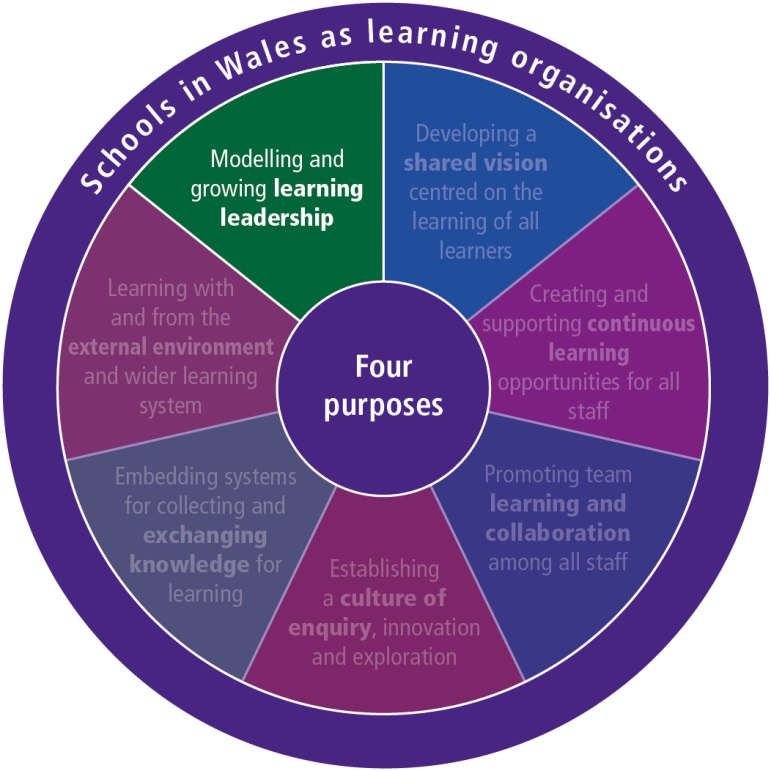 Schools in Wales as learning organisations
Developing a
shared vision
centred on the
learning of all
learners
Creating and
supporting continuous
learning
opportunities for all
staff
Promoting team
learning and
collaboration
among all staff
Establishing
a culture of
enquiry, innovation
and exploration
Embedding systems
for collecting and
exchanging
knowledge for
learning
Learning with
and from the
external environment
and wider learning
system
Modelling and
growing learning
leadership
Four
purposes